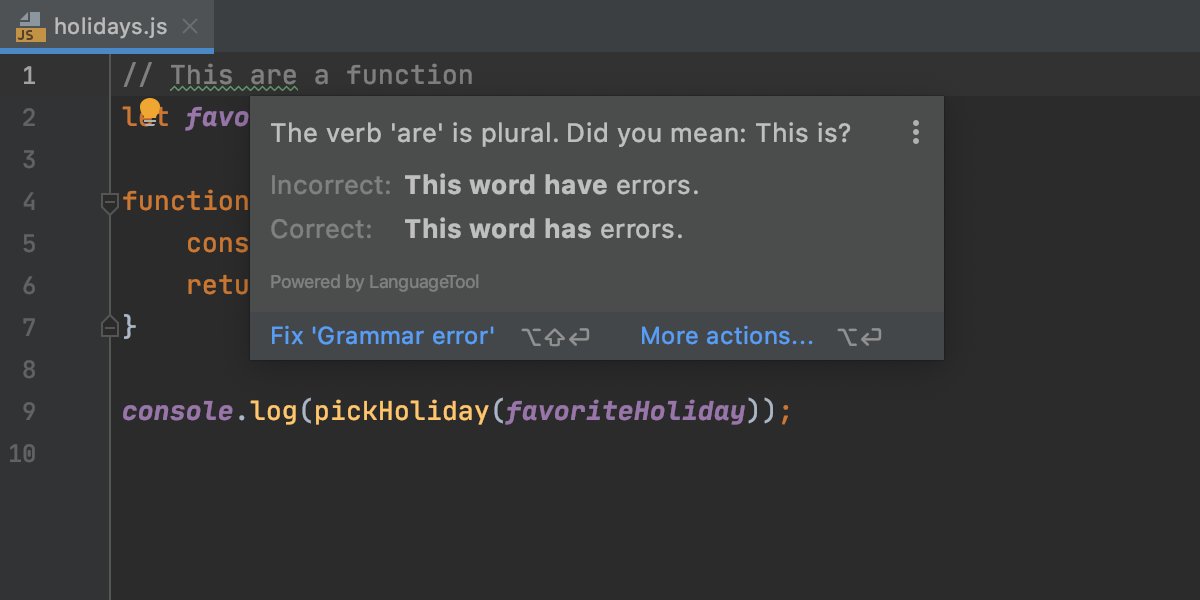 JS holidays.js
1 // This are a function
2 let favo
3
4 function
5 cons
6 retu
7 }
8
9 console.log(pickHoliday(favoriteHoliday));
10
The verb 'are' is plural. Did you mean: This is?
Incorrect: This word have errors.
Correct: This word has errors.
Powered by LanguageTool
Fix 'Grammar error' ⌥⇧⏎ More actions... ⌥⏎